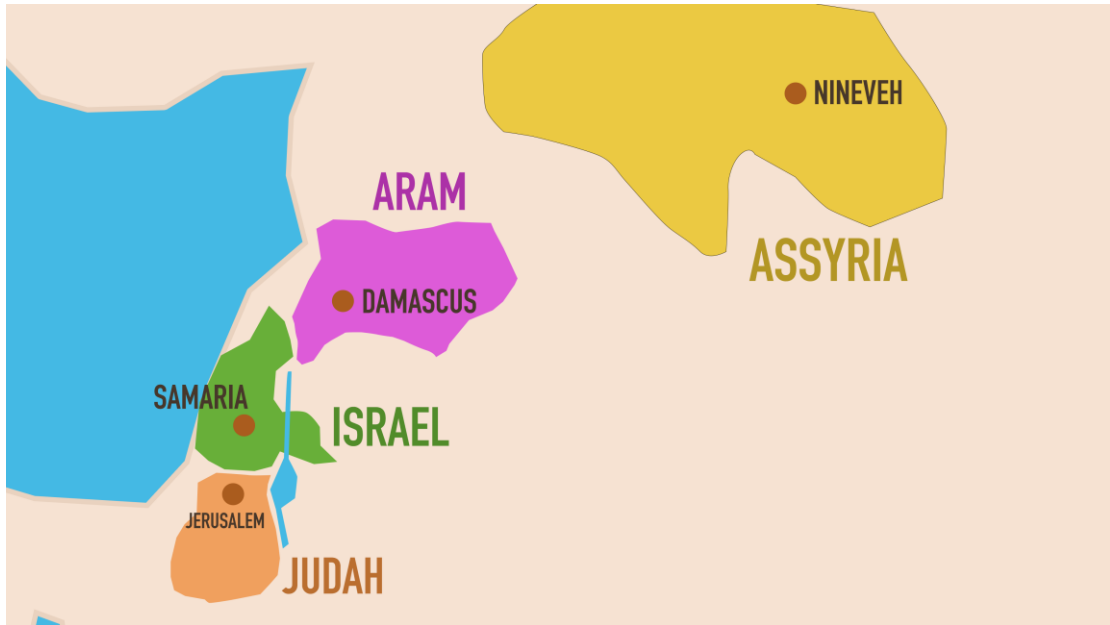 NINEVEH
ARAM
ASSYRIA
DAMASCUS
SAMARIA
ISRAEL
JERUSALEM
JUDAH